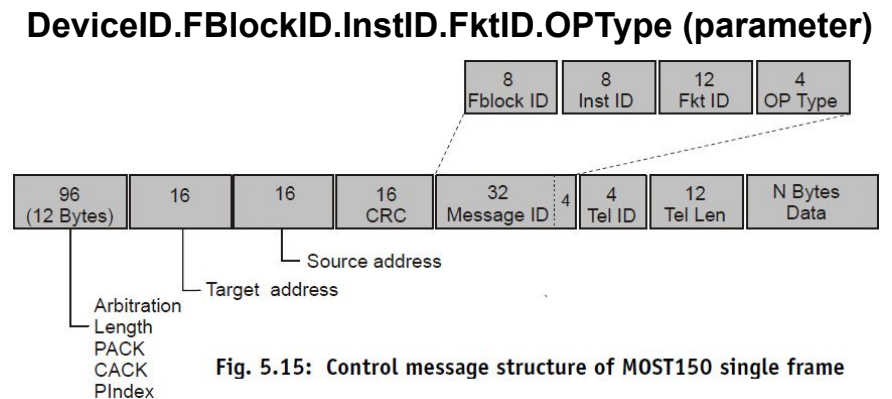 DeviceID.FBlockID.InstID.FktID.OPType (parameter)
8 8 12 4
Fblock ID Inst ID Fkt ID OP Type
96 16 16 16 32 4 4 12 N Bytes
(12 Bytes) CRC Message ID Tel ID Tel Len Data
Source address
Target address
Arbitration
Length
PACK
CACK
PIndex
Fig. 5.15: Control message structure of MOST150 single frame